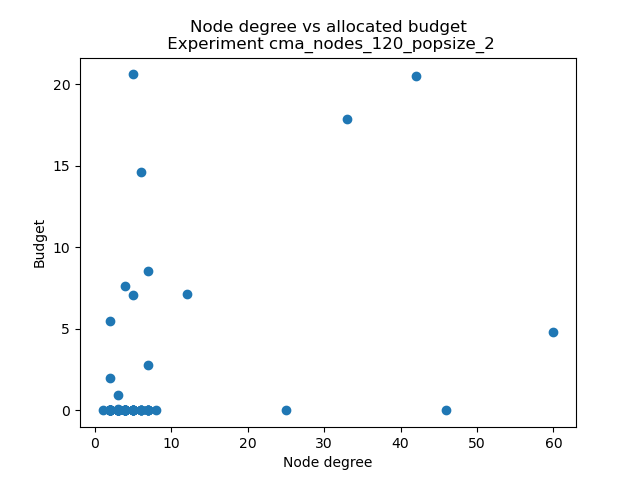 Node degree vs allocated budget
Experiment cma_nodes_120_popsize_2
20
15
10
5
0
Budget
0 10 20 30 40 50 60
Node degree